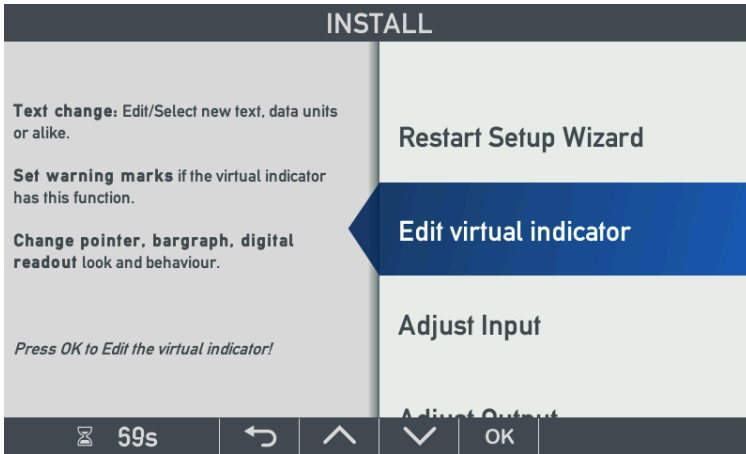 INSTALL
Text change: Edit/Select new text, data units
or alike.
Set warning marks if the virtual indicator
has this function.
Change pointer, bargraph, digital
readout look and behaviour.
Press OK to Edit the virtual indicator!
Restart Setup Wizard
Edit virtual indicator
Adjust Input
Adjust Output
59s
OK